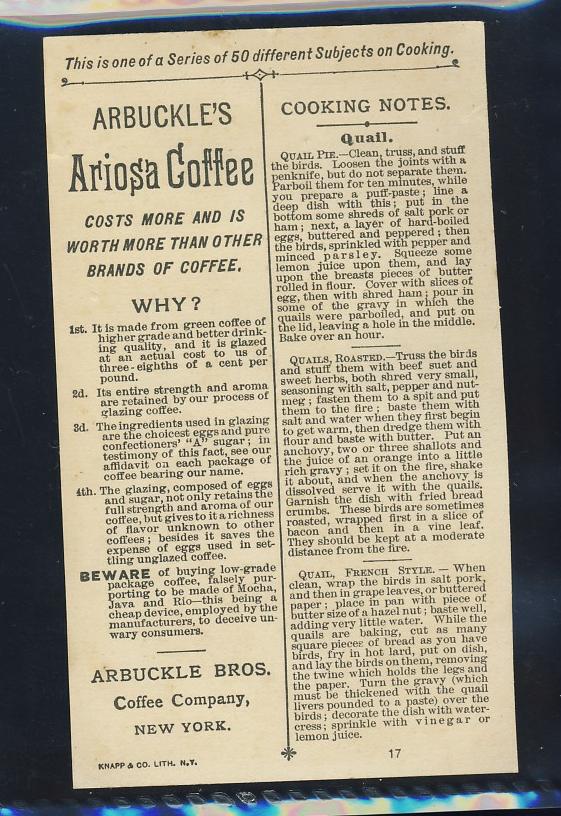 This is one of a Series of 50 different Subjects on Cooking.
ARBUCKLE'S
Ariosa Coffee
COSTS MORE AND IS
WORTH MORE THAN OTHER
BRANDS OF COFFEE.
WHY?
1st. It is made from green coffee of
higher grade and better drink-
ing quality, and it is glazed
at an actual cost to us of
three-eighths of a cent per
pound.
2d. Its entire strength and aroma
are retained by our process of
glazing coffee.
3d. The ingredients used in glazing
are the choicest eggs and pure
confectioners' "A" sugar; in
testimony of this fact, see our
affidavit on each package of
coffee bearing our name.
4th. The glazing, composed of eggs
and sugar, not only retains the
full strength and aroma of our
coffee, but gives to it a richness
of flavor unknown to other
coffees; besides it saves the
expense of eggs used in set-
tling unglazed coffee.
BEWARE of buying low-grade
package coffee, falsely pur-
porting to be made of Mocha,
Java and Rio—this being a
cheap device, employed by the
manufacturers, to deceive un-
wary consumers.
ARBUCKLE BROS.
Coffee Company,
NEW YORK.
KNAPP & CO. LITH. N.Y.
COOKING NOTES.
Quail.
QUAIL PIE.—Clean, truss, and stuff
the birds. Loosen the joints with a
penknife, but do not separate them.
Parboil them for ten minutes, while
you prepare a puff-paste; line a
deep dish with this; put in the
bottom some shreds of salt pork or
ham; next, a layer of hard-boiled
eggs, buttered and peppered; then
the birds, sprinkled with pepper and
minced parsley. Squeeze some
lemon juice upon them, and lay
upon the breasts pieces of butter
rolled in flour. Cover with slices of
egg, then with shred ham; pour in
some of the gravy in which the
quails were parboiled, and put on
the lid, leaving a hole in the middle.
Bake over an hour.
QUAILS, ROASTED.—Truss the birds
and stuff them with beef suet and
sweet herbs, both shred very small,
seasoning with salt, pepper and nut-
meg; fasten them to a spit and put
them to the fire; baste them with
salt and water when they first begin
to get warm, then dredge them with
flour and baste with butter. Put an
anchovy, two or three shallots and
the juice of an orange into a little
rich gravy; set it on the fire, shake
it about, and when the anchovy is
dissolved serve it with the quails.
Garnish the dish with fried bread
crumbs. These birds are sometimes
roasted, wrapped first in a slice of
bacon and then in a vine leaf.
They should be kept at a moderate
distance from the fire.
QUAIL, FRENCH STYLE. — When
clean, wrap the birds in salt pork,
and then in grape leaves, or buttered
paper; place in pan with piece of
butter size of a hazel nut; baste well,
adding very little water. While the
quails are baking, cut as many
square pieces of bread as you have
birds, fry in hot lard, put on dish,
and lay the birds on them, removing
the twine which holds the legs and
the paper. Turn the gravy (which
must be thickened with the quail
livers pounded to a paste) over the
birds; decorate the dish with water-
cress; sprinkle with vinegar or
lemon juice.
17